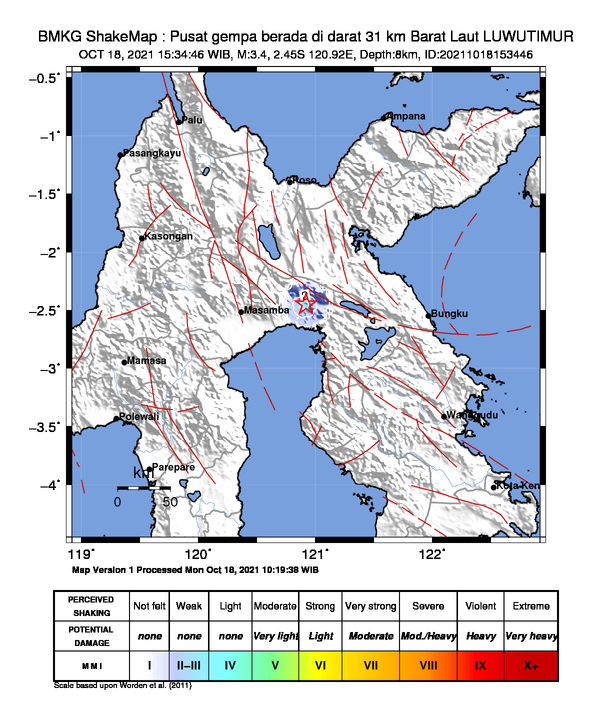 BMKG ShakeMap : Pusat gempa berada di darat 31 km Barat Laut LUWUTIMUR
OCT 18, 2021 15:34:46 WIB, M:3.4, 2.45S 120.92E, Depth:8km, ID:20211018153446
−0.5°
Ampana
Palu
−1°
Pasangkayu
Poso
−1.5°
Kasongan
−2°
2
−2.5°
Masamba
Bungku
−3°
Mamasa
−3.5°
Polewali
Parepare
−4°
km
0 50
119° 120° 121° 122°
Map Version 1 Processed Mon Oct 18, 2021 10:19:38 WIB
PERCEIVED SHAKING Not felt Weak Light Moderate Strong Very strong Severe Violent Extreme
POTENTIAL DAMAGE none none none Very light Light Moderate Mod./Heavy Heavy Very heavy
MMI I II–III IV V VI VII VIII IX X+
Scale based upon Worden et al. (2011)